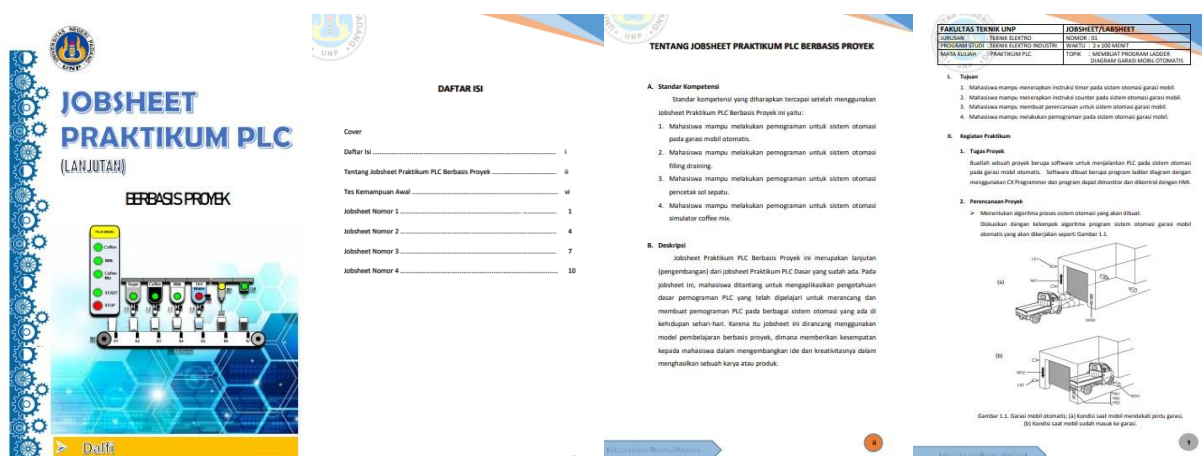 UNIVERSITAS NEGERI PADANG
UNP
JOBSHEET
PRAKTIKUM PLC
(LANJUTAN)
BERBASIS PROYEK
Coffee
Milk
Coffee
Mix
START
STOP
Dalfi
UNP
DAFTAR ISI
Cover
Daftar Isi i
Tentang Jobsheet Praktikum PLC Berbasis Proyek ii
Tes Kemampuan Awal vi
Jobsheet Nomor 1 1
Jobsheet Nomor 2 4
Jobsheet Nomor 3 7
Jobsheet Nomor 4 10
UNP
TENTANG JOBSHEET PRAKTIKUM PLC BERBASIS PROYEK
A. Standar Kompetensi
Standar kompetensi yang diharapkan tercapai setelah menggunakan
Jobsheet Praktikum PLC Berbasis Proyek ini yaitu:
1. Mahasiswa mampu melakukan pemograman untuk sistem otomasi
pada garasi mobil otomatis.
2. Mahasiswa mampu melakukan pemograman untuk sistem otomasi
filling draining.
3. Mahasiswa mampu melakukan pemograman untuk sistem otomasi
pencetak sol sepatu.
4. Mahasiswa mampu melakukan pemograman untuk sistem otomasi
simulator coffee mix.
B. Deskripsi
Jobsheet Praktikum PLC Berbasis Proyek ini merupakan lanjutan
(pengembangan) dari jobsheet Praktikum PLC Dasar yang sudah ada. Pada
jobsheet ini, mahasiswa ditantang untuk mengaplikasikan pengetahuan
dasar pemograman PLC yang telah dipelajari untuk merancang dan
membuat pemograman PLC pada berbagai sistem otomasi yang ada di
kehidupan sehari-hari. Karena itu jobsheet ini dirancang menggunakan
model pembelajaran berbasis proyek, dimana memberikan kesempatan
kepada mahasiswa dalam mengembangkan ide dan kreativitasnya dalam
menghasilkan sebuah karya atau produk.
ii
FAKULTAS TEKNIK UNP JOBSHEET/LABSHEET
JURUSAN : TEKNIK ELEKTRO NOMOR : 01
PROGRAM STUDI : TEKNIK ELEKTRO INDUSTRI WAKTU : 2 x 100 MENIT
MATA KULIAH : PRAKTIKUM PLC TOPIK : MEMBUAT PROGRAM LADDER
DIAGRAM GARASI MOBIL OTOMATIS
I. Tujuan
1. Mahasiswa mampu menerapkan instruksi timer pada sistem otomasi garasi mobil.
2. Mahasiswa mampu menerapkan instruksi counter pada sistem otomasi garasi mobil.
3. Mahasiswa mampu membuat perencanaan untuk sistem otomasi garasi mobil.
4. Mahasiswa mampu melakukan pemograman pada sistem otomasi garasi mobil.
II. Kegiatan Praktikum
1. Tugas Proyek
Buatlah sebuah proyek berupa software untuk menjalankan PLC pada sistem otomasi
pada garasi mobil otomatis. Software dibuat berupa program ladder diagram dengan
menggunakan CX Programmer dan program dapat dimonitor dan dikontrol dengan HMI.
2. Perencanaan Proyek
➢ Menentukan algoritma proses sistem otomasi yang akan dibuat.
Diskusikan dengan kelompok algoritma program sistem otomasi garasi mobil
otomatis yang akan dikerjakan seperti Gambar 1.1.
(a)
(b)
Gambar 1.1. Garasi mobil otomatis; (a) Kondisi saat mobil mendekati pintu garasi,
(b) Kondisi saat mobil sudah masuk ke garasi.
1